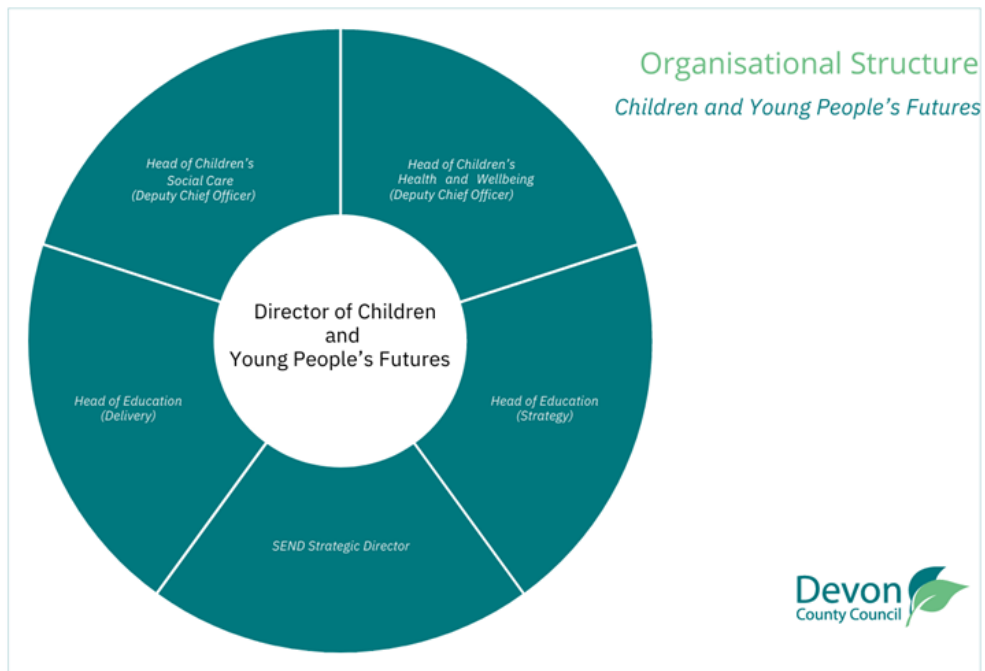 Organisational Structure
Children and Young People's Futures
Head of Children's
Social Care
(Deputy Chief Officer)
Head of Children's
Health and Wellbeing
(Deputy Chief Officer)
Director of Children
and
Young People's Futures
Head of Education
(Delivery)
Head of Education
(Strategy)
SEND Strategic Director
Devon
County Council